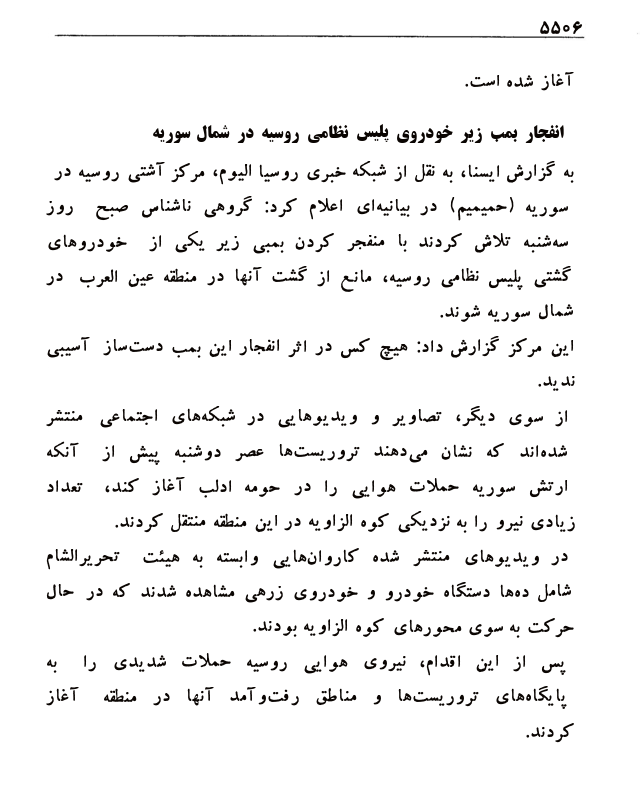 ۵۵۰۶
آغاز شده است.
انفجار بمب زیر خودروی پلیس نظامی روسیه در شمال سوریه
به گزارش ایسنا، به نقل از شبکه خبری روسیا الیوم، مرکز آشتی روسیه در
سوریه (حمیمیم) در بیانیه‌ای اعلام کرد: گروهی ناشناس صبح روز
سه‌شنبه تلاش کردند با منفجر کردن بمبی زیر یکی از خودروهای
گشتی پلیس نظامی روسیه، مانع از گشت آنها در منطقه عین العرب در
شمال سوریه شوند.
این مرکز گزارش داد: هیچ کس در اثر انفجار این بمب دست‌ساز آسیبی
ندید.
از سوی دیگر، تصاویر و ویدیوهایی در شبکه‌های اجتماعی منتشر
شده‌اند که نشان می‌دهند تروریست‌ها عصر دوشنبه پیش از آنکه
ارتش سوریه حملات هوایی را در حومه ادلب آغاز کند، تعداد
زیادی نیرو را به نزدیکی کوه الزاویه در این منطقه منتقل کردند.
در ویدیوهای منتشر شده کاروان‌هایی وابسته به هیئت تحریرالشام
شامل ده‌ها دستگاه خودرو و خودروی زرهی مشاهده شدند که در حال
حرکت به سوی محورهای کوه الزاویه بودند.
پس از این اقدام، نیروی هوایی روسیه حملات شدیدی را به
پایگاه‌های تروریست‌ها و مناطق رفت‌وآمد آنها در منطقه آغاز
کردند.